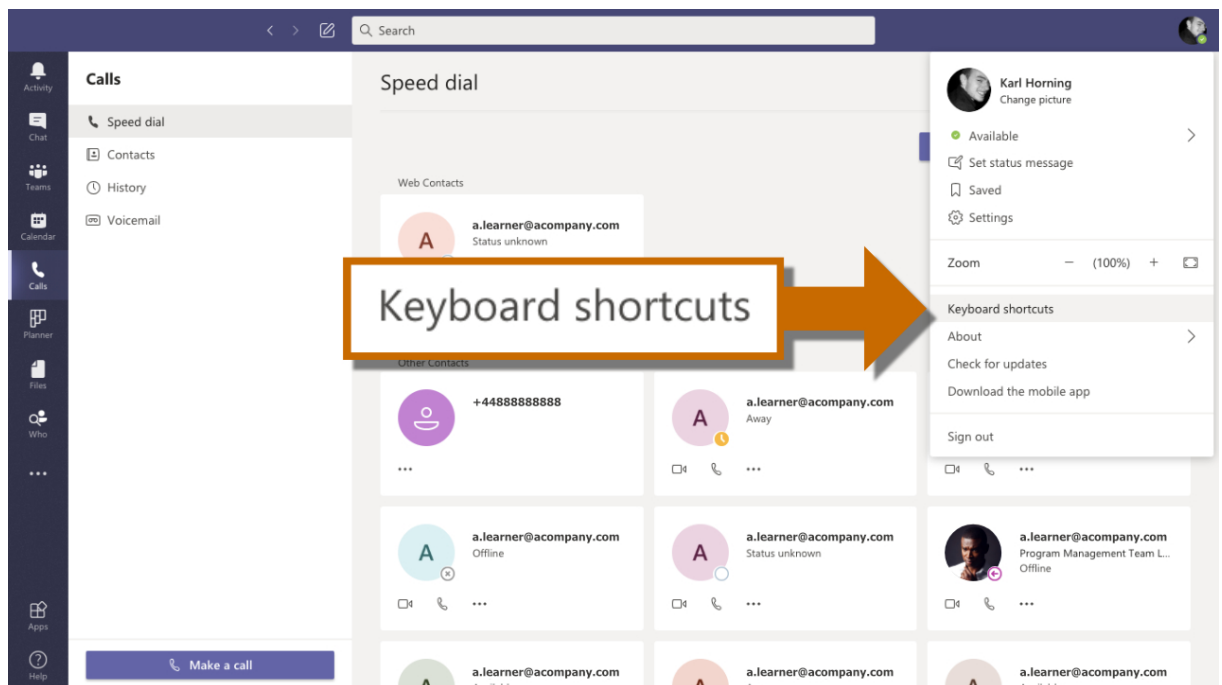 Search
Activity
Chat
Teams
Calendar
Calls
Planner
Files
Who
Apps
Help
Calls
Speed dial
Contacts
History
Voicemail
Make a call
Speed dial
Web Contacts
A
a.learner@acompany.com
Status unknown
Keyboard shortcuts
Other Contacts
+44888888888
A
a.learner@acompany.com
Away
A
a.learner@acompany.com
Offline
A
a.learner@acompany.com
Status unknown
a.learner@acompany.com
Program Management Team L...
Offline
a.learner@acompany.com
a.learner@acompany.com
a.learner@acompany.com
Karl Horning
Change picture
Available
Set status message
Saved
Settings
Zoom
− (100%) +
Keyboard shortcuts
About
Check for updates
Download the mobile app
Sign out